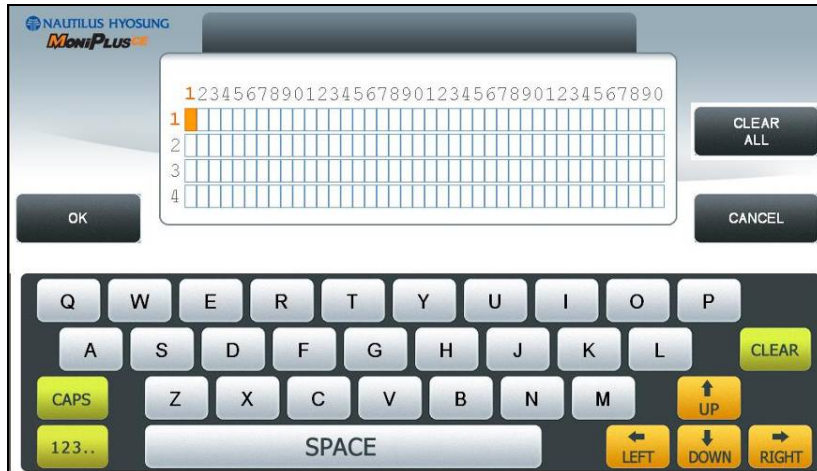 NAUTILUS HYOSUNG
MoniPlusCE
1234567890123456789012345678901234567890
1
2
3
4
CLEAR
ALL
OK
CANCEL
Q W E R T Y U I O P
A S D F G H J K L CLEAR
CAPS Z X C V B N M UP
123.. SPACE LEFT DOWN RIGHT